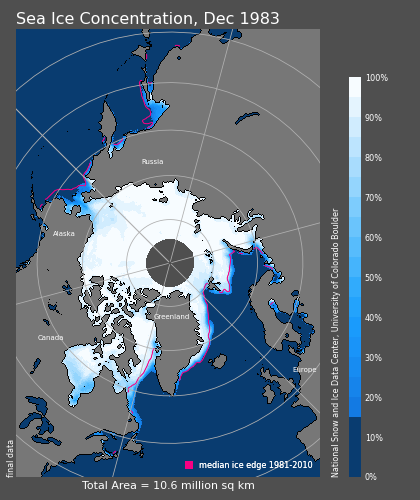 Sea Ice Concentration, Dec 1983
100%
90%
80%
70%
60%
50%
40%
30%
20%
10%
0%
Russia
Alaska
Greenland
Canada
Europe
National Snow and Ice Data Center, University of Colorado Boulder
final data
median ice edge 1981-2010
Total Area = 10.6 million sq km